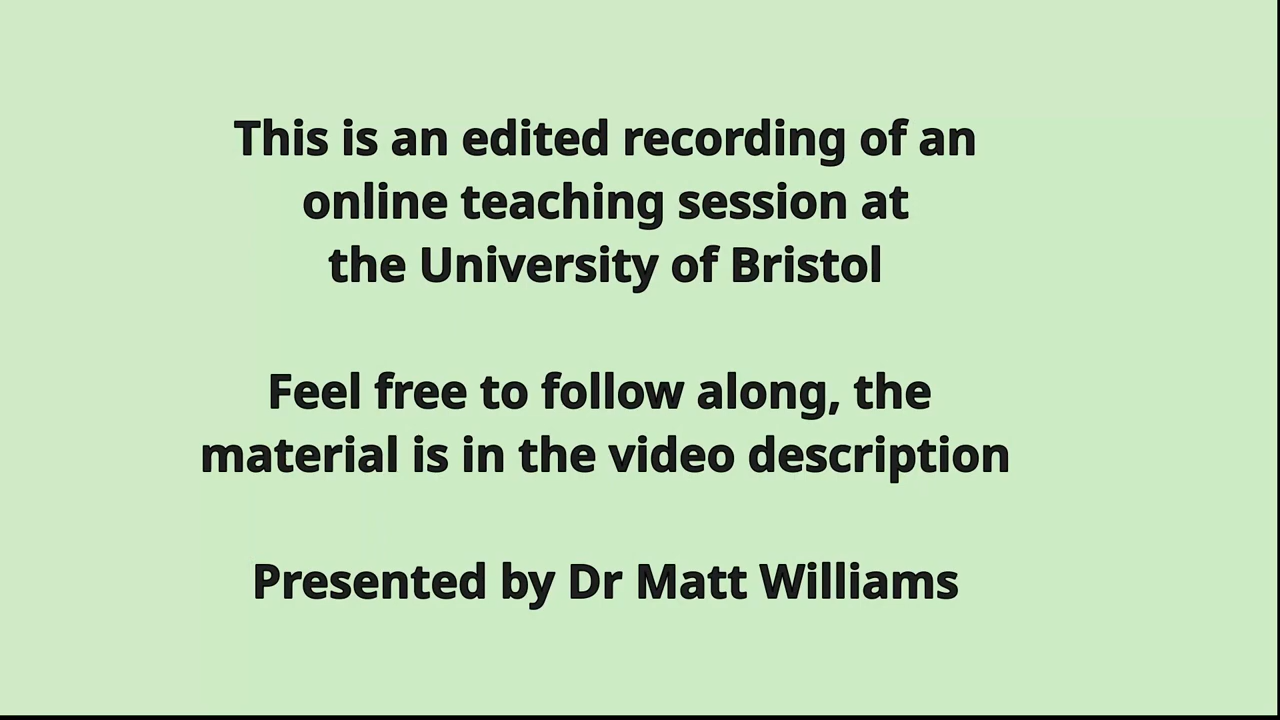 This is an edited recording of an
online teaching session at
the University of Bristol
Feel free to follow along, the
material is in the video description
Presented by Dr Matt Williams